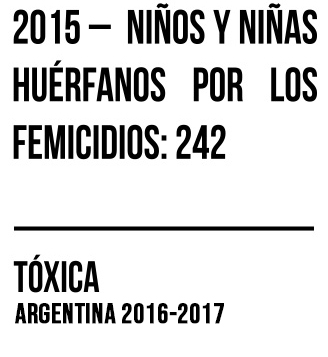 2015 – NIÑOS Y NIÑAS
HUÉRFANOS POR LOS
FEMICIDIOS: 242
TÓXICA
ARGENTINA 2016-2017